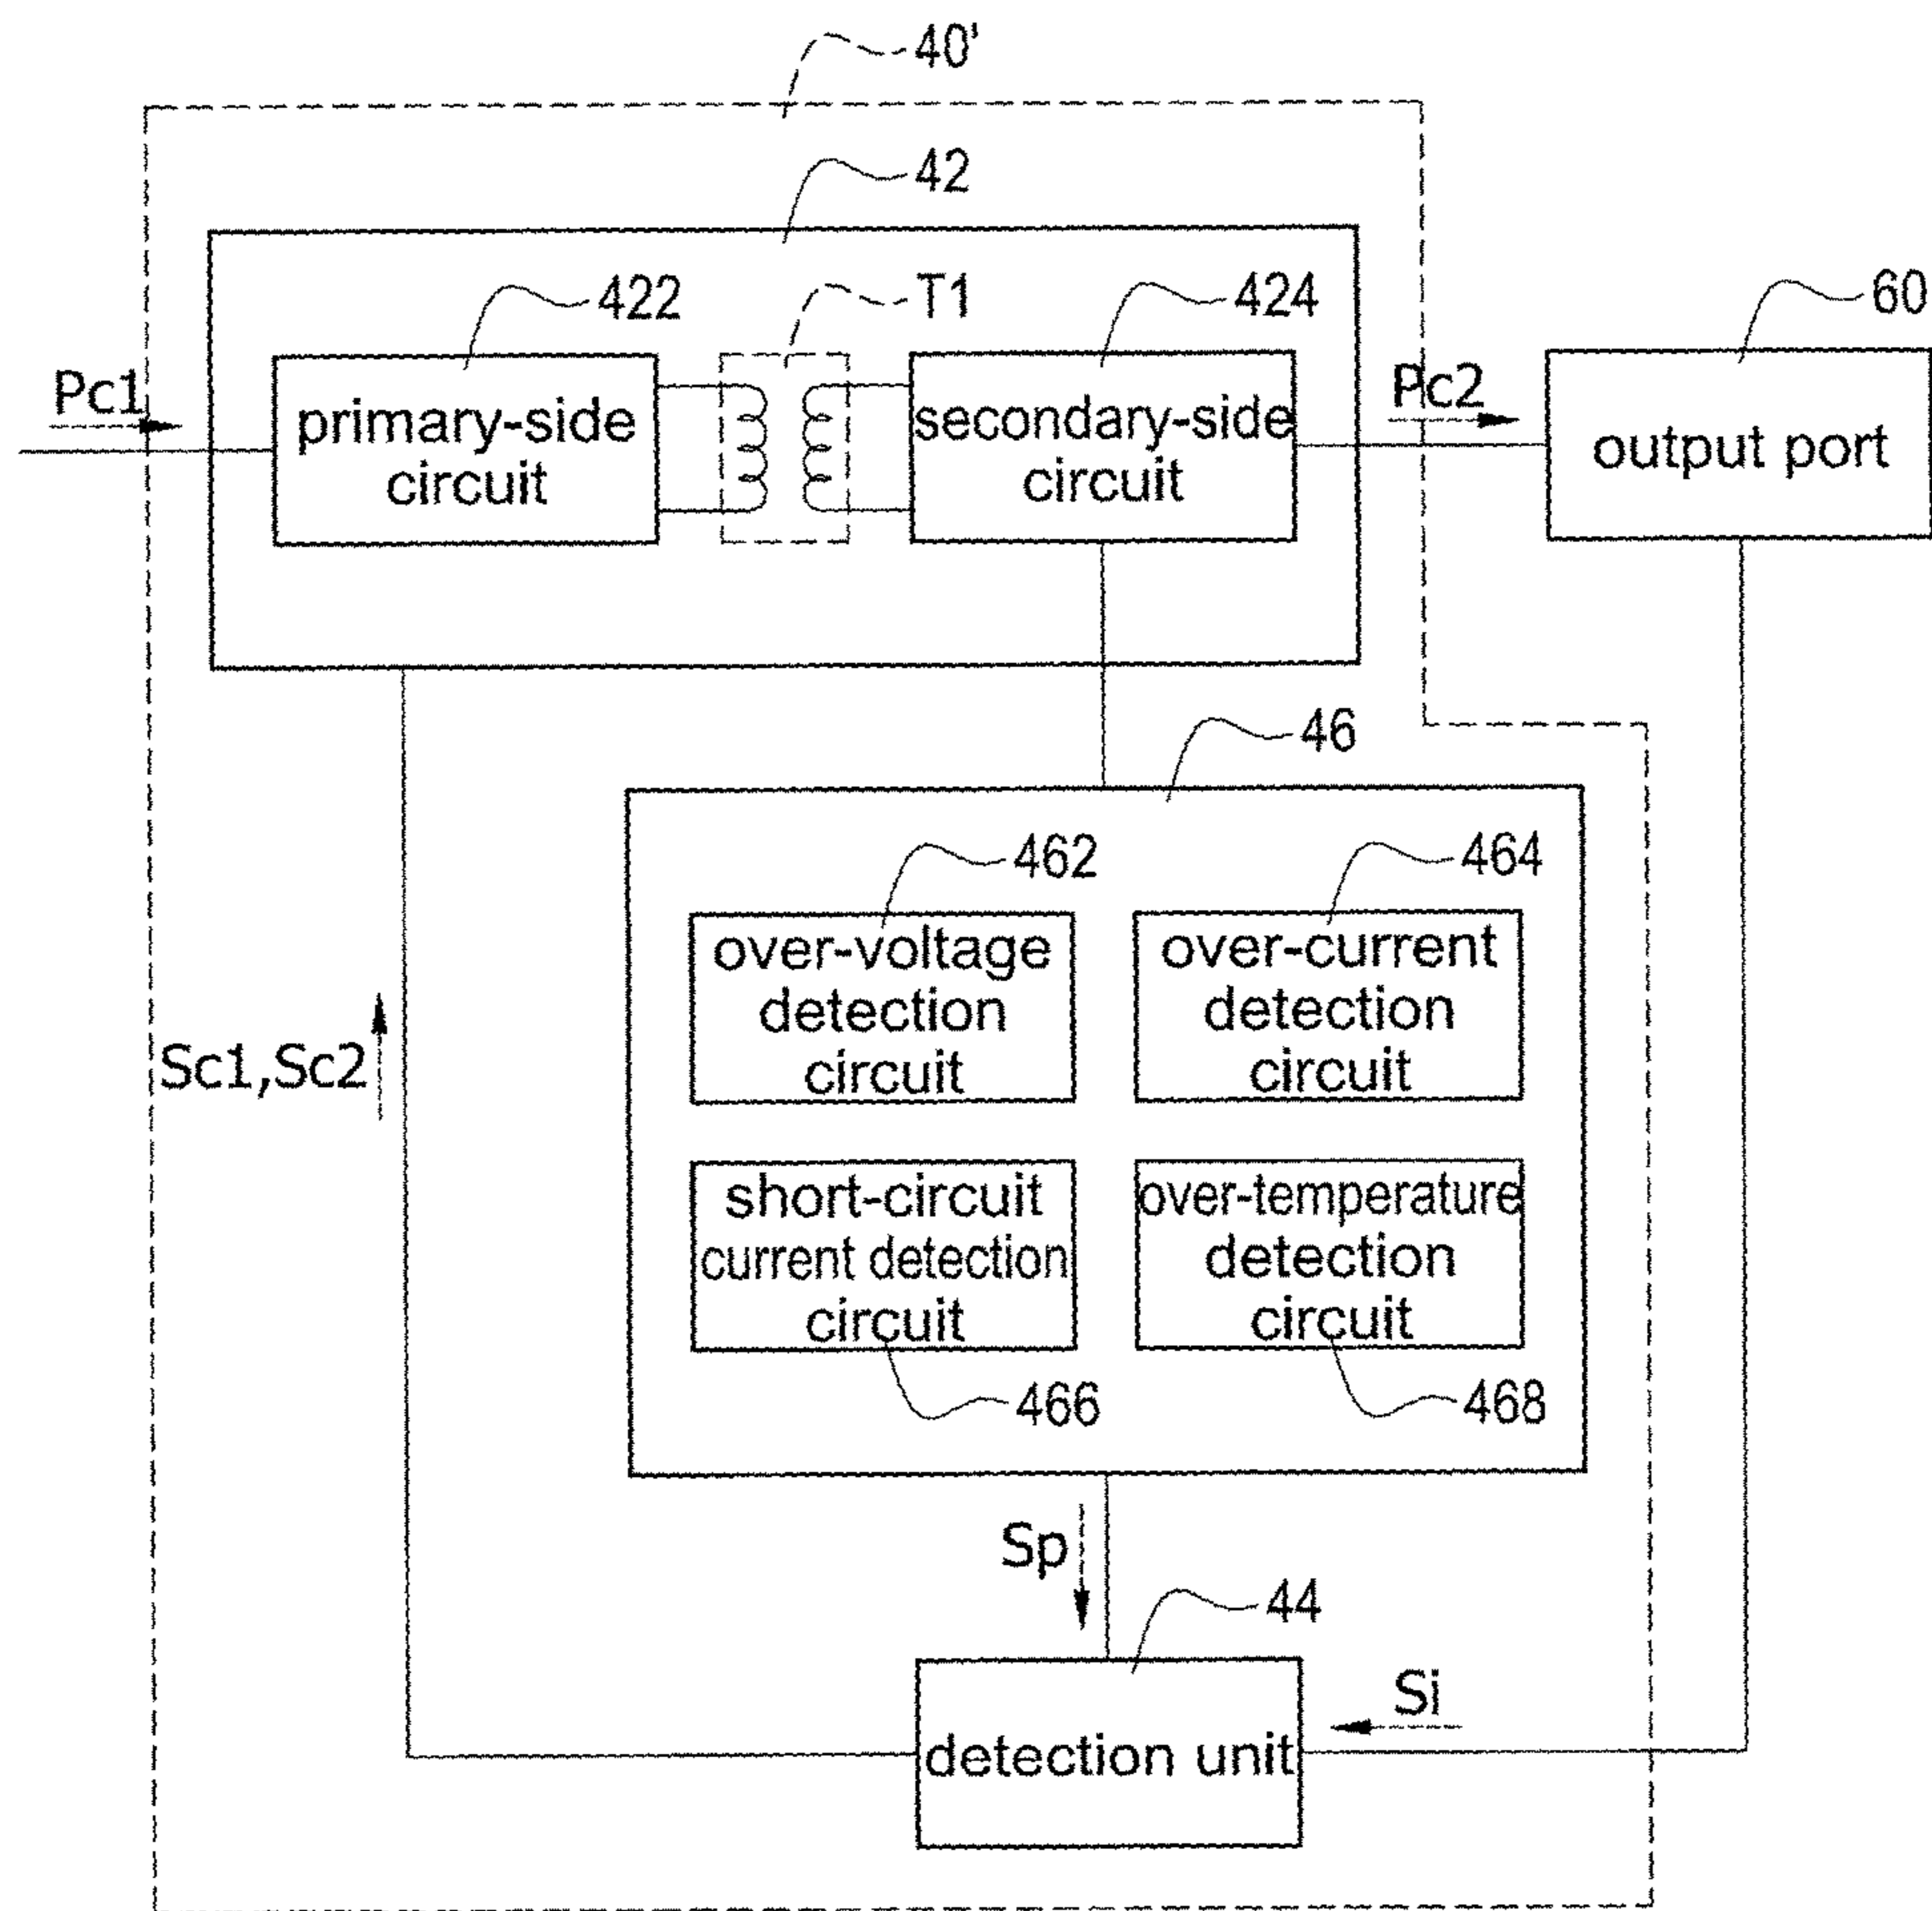 40'
42
422
T1
424
60
Pc1
primary-side
circuit
secondary-side
circuit
Pc2
output port
46
462
464
over-voltage
detection
circuit
over-current
detection
circuit
Sc1,Sc2
short-circuit
current detection
circuit
over-temperature
detection
circuit
466
468
Sp
44
Si
detection unit